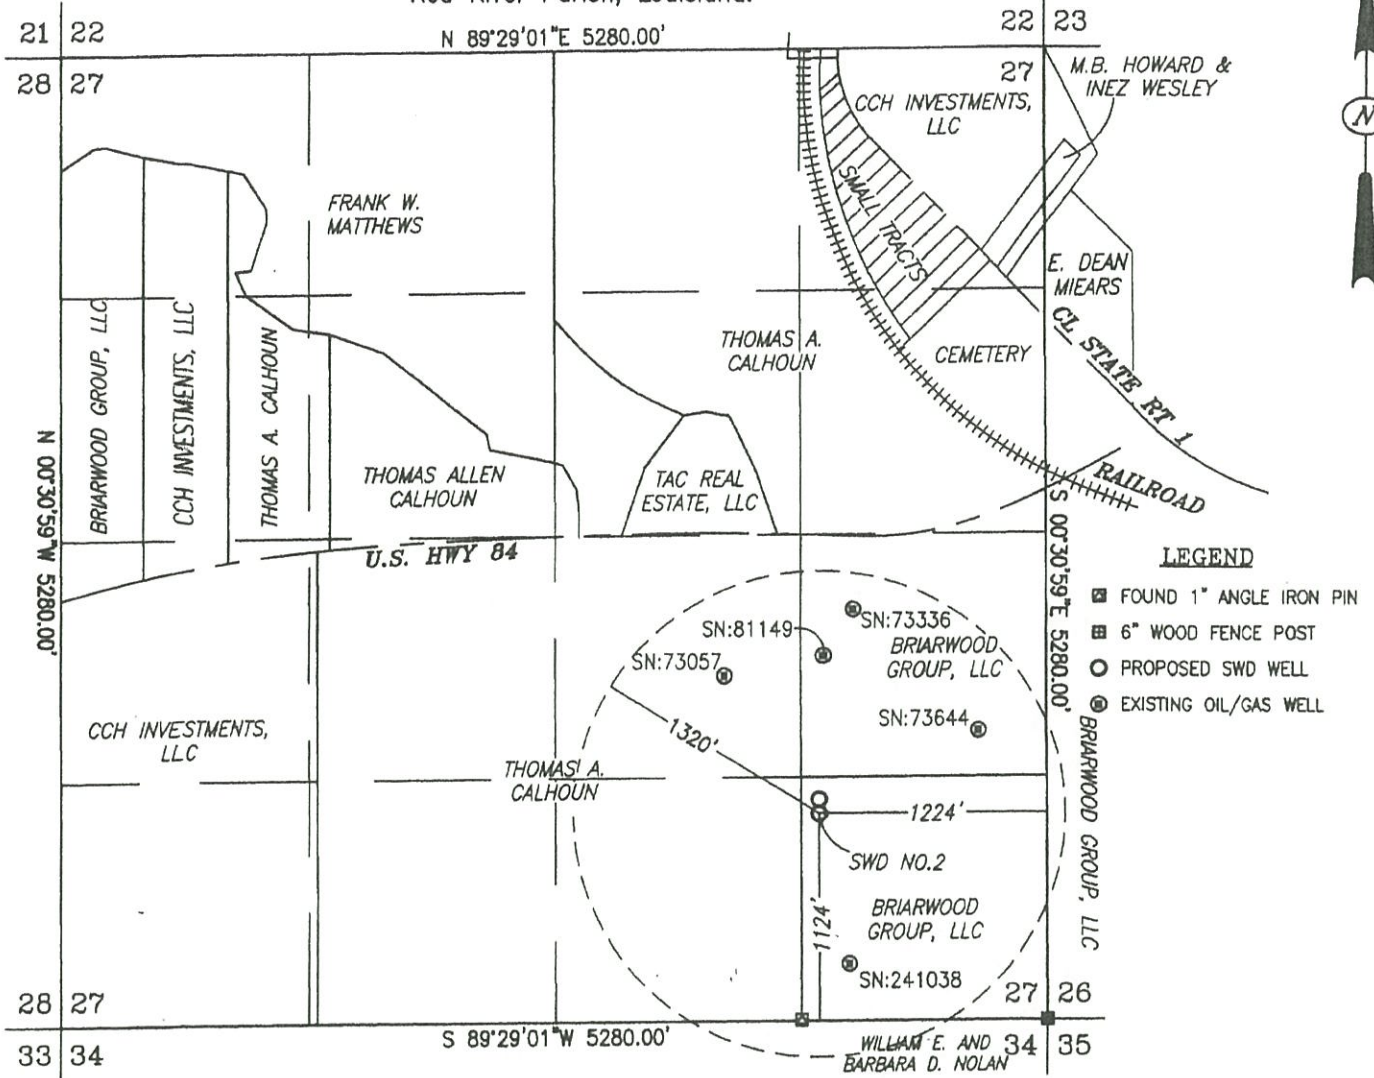 21 22
N 89°29'01"E 5280.00'
22 23
28 27
27
M.B. HOWARD &
INEZ WESLEY
CCH INVESTMENTS,
LLC
N
FRANK W.
MATTHEWS
SMALL TRACTS
E. DEAN
MIEARS
BRIARWOOD GROUP, LLC
CCH INVESTMENTS, LLC
THOMAS A. CALHOUN
THOMAS A.
CALHOUN
CEMETERY
CL STATE RT 1
THOMAS ALLEN
CALHOUN
TAC REAL
ESTATE, LLC
RAILROAD
N 00°30'59"W 5280.00'
U.S. HWY 84
S 00°30'59"E 5280.00'
LEGEND
FOUND 1" ANGLE IRON PIN
6" WOOD FENCE POST
PROPOSED SWD WELL
EXISTING OIL/GAS WELL
SN:73336
SN:81149
BRIARWOOD
GROUP, LLC
SN:73057
SN:73644
CCH INVESTMENTS,
LLC
1320'
THOMAS A.
CALHOUN
1224'
BRIARWOOD GROUP, LLC
SWD NO.2
1124'
BRIARWOOD
GROUP, LLC
SN:241038
28 27
27 26
S 89°29'01"W 5280.00'
33 34
WILLIAM E. AND
BARBARA D. NOLAN
34 35